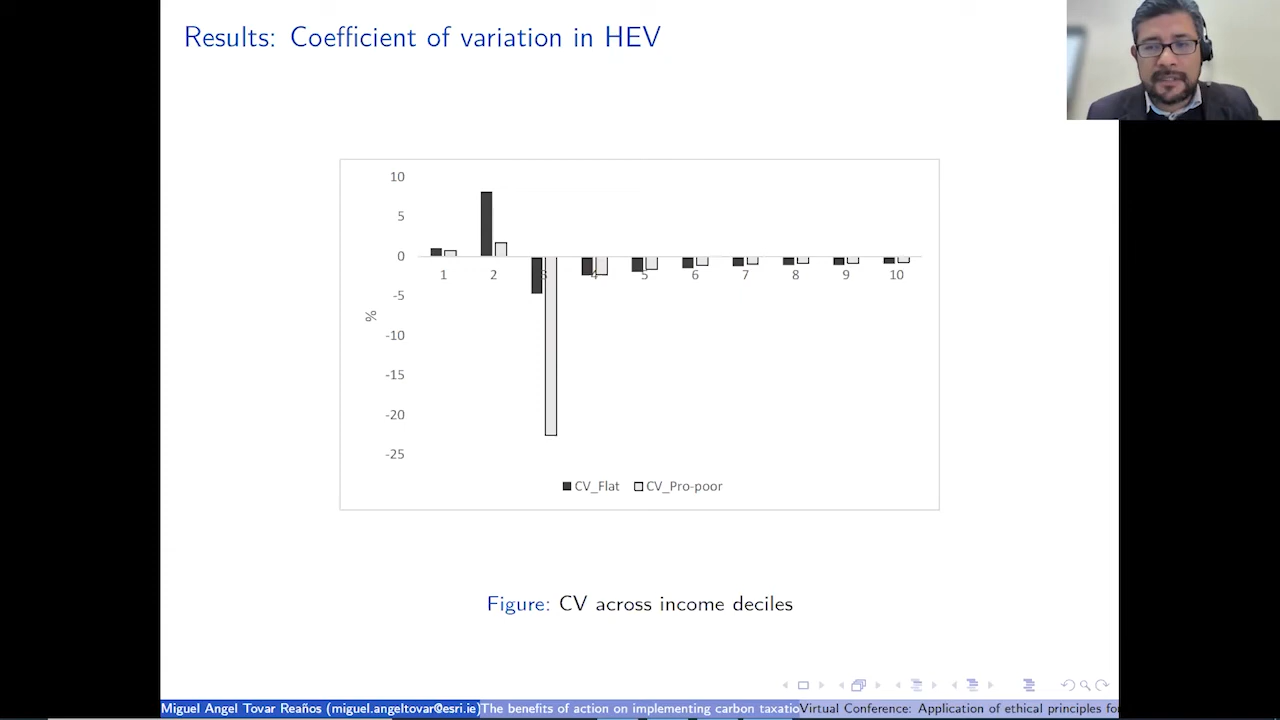 Results: Coefficient of variation in HEV
10
5
0
-5
-10
-15
-20
-25
%
1 2 3 4 5 6 7 8 9 10
CV_Flat CV_Pro-poor
Figure: CV across income deciles
Miguel Angel Tovar Reaños (miguel.angeltovar@esri.ie) The benefits of action on implementing carbon taxatio Virtual Conference: Application of ethical principles fo